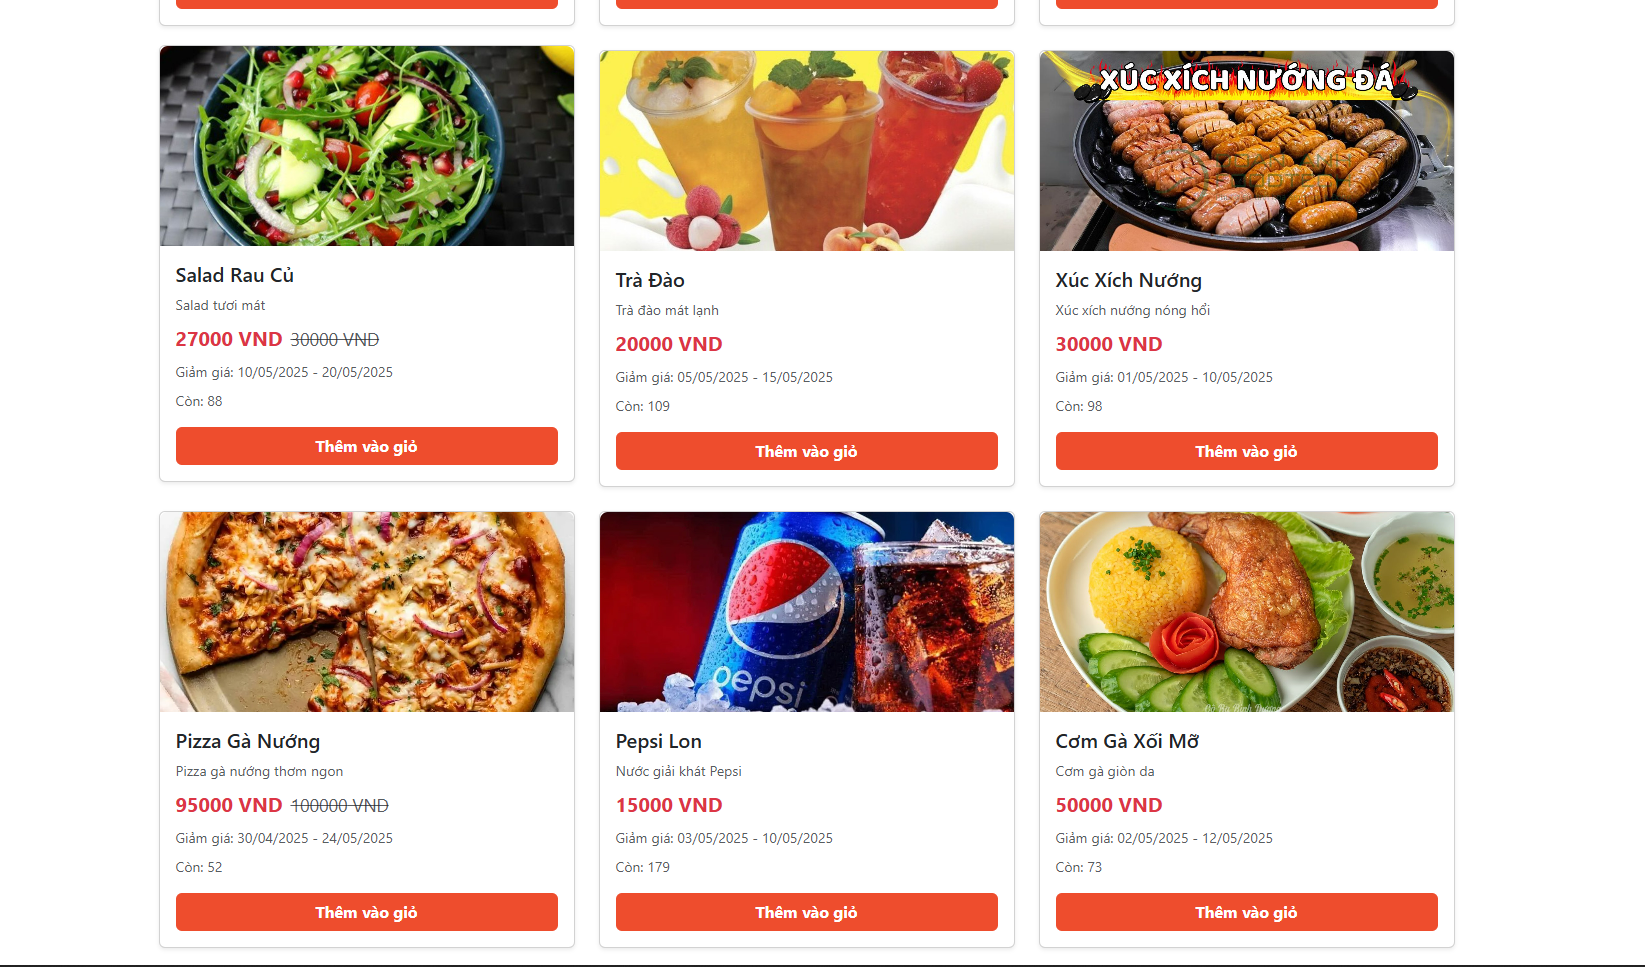 XÚC XÍCH NƯỚNG ĐÁ
Salad Rau Củ
Salad tươi mát
27000 VND 30000 VND
Giảm giá: 10/05/2025 - 20/05/2025
Còn: 88
Thêm vào giỏ
Trà Đào
Trà đào mát lạnh
20000 VND
Giảm giá: 05/05/2025 - 15/05/2025
Còn: 109
Thêm vào giỏ
Xúc Xích Nướng
Xúc xích nướng nóng hổi
30000 VND
Giảm giá: 01/05/2025 - 10/05/2025
Còn: 98
Thêm vào giỏ
pepsi
Pizza Gà Nướng
Pizza gà nướng thơm ngon
95000 VND 100000 VND
Giảm giá: 30/04/2025 - 24/05/2025
Còn: 52
Thêm vào giỏ
Pepsi Lon
Nước giải khát Pepsi
15000 VND
Giảm giá: 03/05/2025 - 10/05/2025
Còn: 179
Thêm vào giỏ
Cơm Gà Xối Mỡ
Cơm gà giòn da
50000 VND
Giảm giá: 02/05/2025 - 12/05/2025
Còn: 73
Thêm vào giỏ